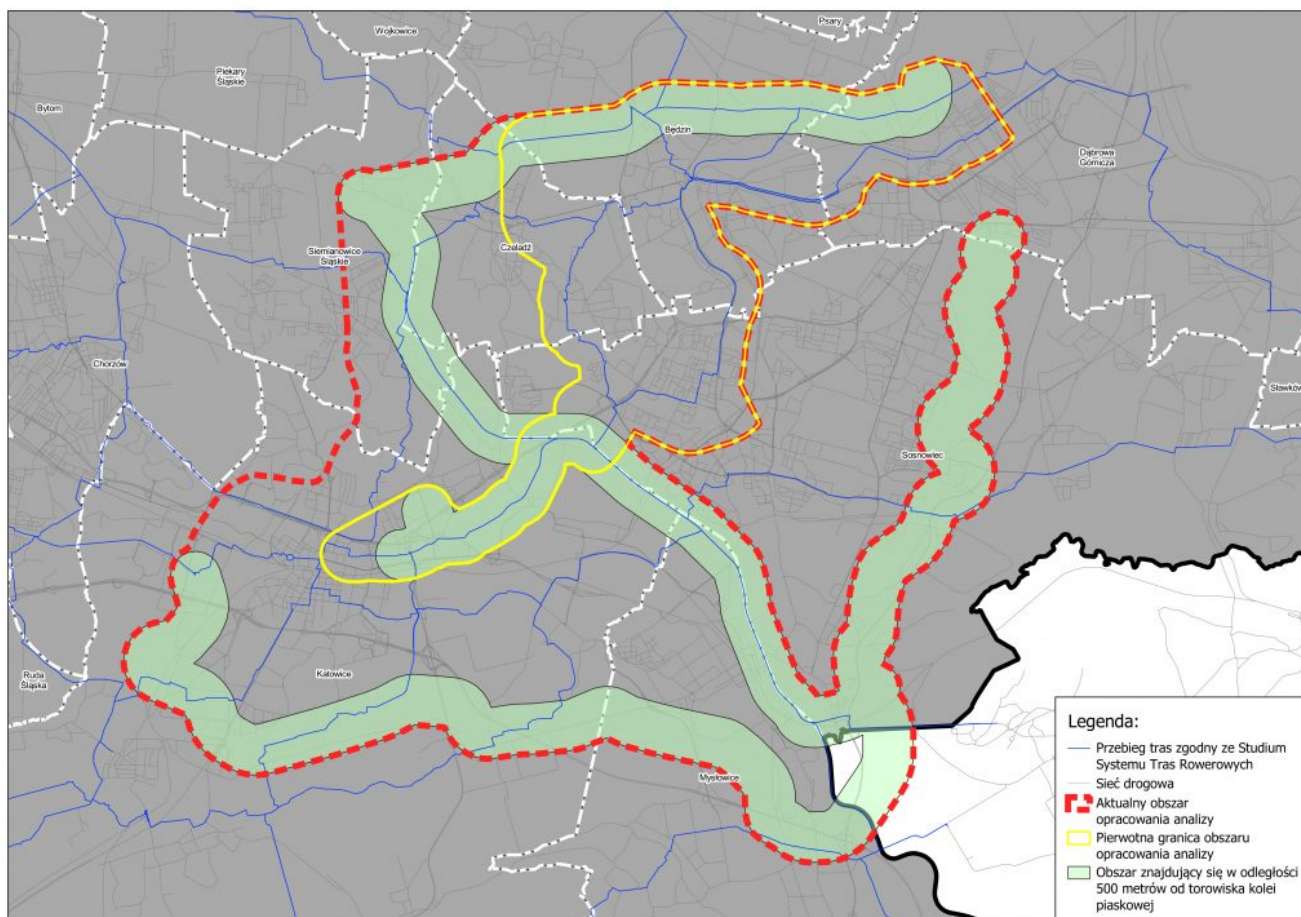 Psary
Wojkowice
Piekary
Śląskie
Bytom
Będzin
Dąbrowa
Górnicza
Czeladź
Siemianowice
Śląskie
Chorzów
Sławków
Sosnowiec
Katowice
Ruda
Śląska
Mysłowice
Legenda:
Przebieg tras zgodny ze Studium
Systemu Tras Rowerowych
Sieć drogowa
Aktualny obszar
opracowania analizy
Pierwotna granica obszaru
opracowania analizy
Obszar znajdujący się w odległości
500 metrów od torowiska kolei
piaskowej